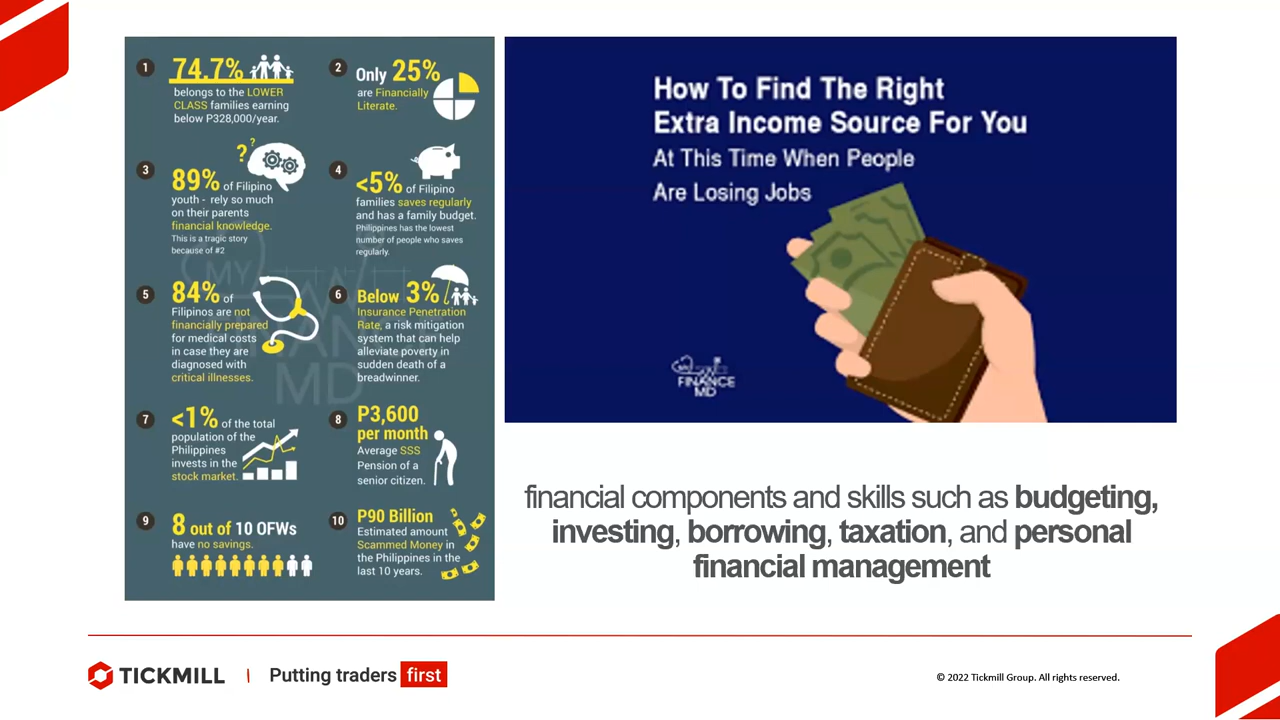 1
74.7%
belongs to the LOWER
CLASS families earning
below P328,000/year.
2
Only 25%
are Financially
Literate.
3
? ?
89% of Filipino
youth - rely so much
on their parents
financial knowledge.
This is a tragic story
because of #2
4
<5% of Filipino
families saves regularly
and has a family budget.
Philippines has the lowest
number of people who saves
regularly.
5
84% of
Filipinos are not
financially prepared
for medical costs
in case they are
diagnosed with
critical illnesses.
6
Below 3%
Insurance Penetration
Rate, a risk mitigation
system that can help
alleviate poverty in
sudden death of a
breadwinner.
7
<1% of the total
population of the
Philippines
invests in the
stock market.
8
P3,600
per month
Average SSS
Pension of a
senior citizen.
9
8 out of 10 OFWs
have no savings.
10
P90 Billion
Estimated amount
Scammed Money in
the Philippines in the
last 10 years.
MY
FINANCE
MD
How To Find The Right
Extra Income Source For You
At This Time When People
Are Losing Jobs
MY
FINANCE
MD
financial components and skills such as budgeting,
investing, borrowing, taxation, and personal
financial management
TICKMILL | Putting traders first
© 2022 Tickmill Group. All rights reserved.